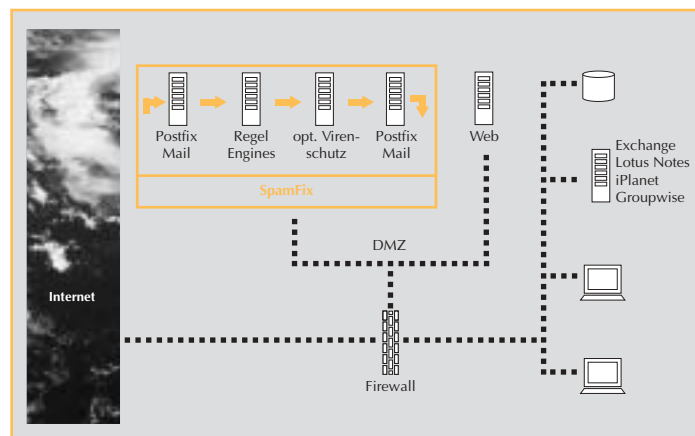 Postfix
Mail
Regel
Engines
opt. Viren-
schutz
Postfix
Mail
Web
SpamFix
Exchange
Lotus Notes
iPlanet
Groupwise
DMZ
Internet
Firewall